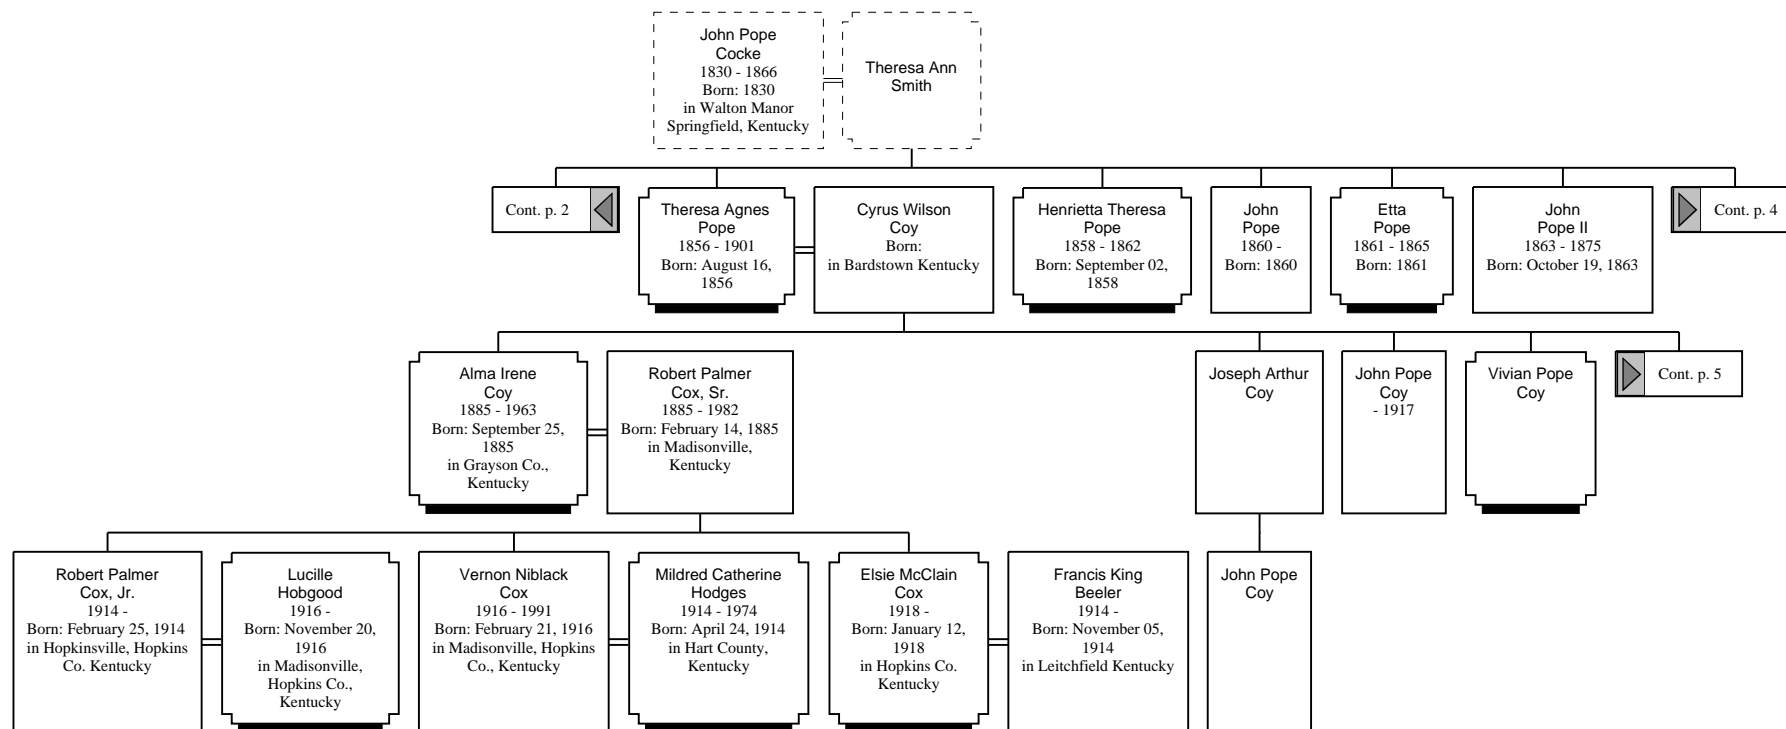 John Pope
Cocke
1830 - 1866
Born: 1830
in Walton Manor
Springfield, Kentucky
Theresa Ann
Smith
Cont. p. 2
Theresa Agnes
Pope
1856 - 1901
Born: August 16,
1856
Cyrus Wilson
Coy
Born:
in Bardstown Kentucky
Henrietta Theresa
Pope
1858 - 1862
Born: September 02,
1858
John
Pope
1860 -
Born: 1860
Etta
Pope
1861 - 1865
Born: 1861
John
Pope II
1863 - 1875
Born: October 19, 1863
Cont. p. 4
Alma Irene
Coy
1885 - 1963
Born: September 25,
1885
in Grayson Co.,
Kentucky
Robert Palmer
Cox, Sr.
1885 - 1982
Born: February 14, 1885
in Madisonville,
Kentucky
Joseph Arthur
Coy
John Pope
Coy
- 1917
Vivian Pope
Coy
Cont. p. 5
Robert Palmer
Cox, Jr.
1914 -
Born: February 25, 1914
in Hopkinsville, Hopkins
Co. Kentucky
Lucille
Hobgood
1916 -
Born: November 20,
1916
in Madisonville,
Hopkins Co.,
Kentucky
Vernon Niblack
Cox
1916 - 1991
Born: February 21, 1916
in Madisonville, Hopkins
Co., Kentucky
Mildred Catherine
Hodges
1914 - 1974
Born: April 24, 1914
in Hart County,
Kentucky
Elsie McClain
Cox
1918 -
Born: January 12,
1918
in Hopkins Co.
Kentucky
Francis King
Beeler
1914 -
Born: November 05,
1914
in Leitchfield Kentucky
John Pope
Coy